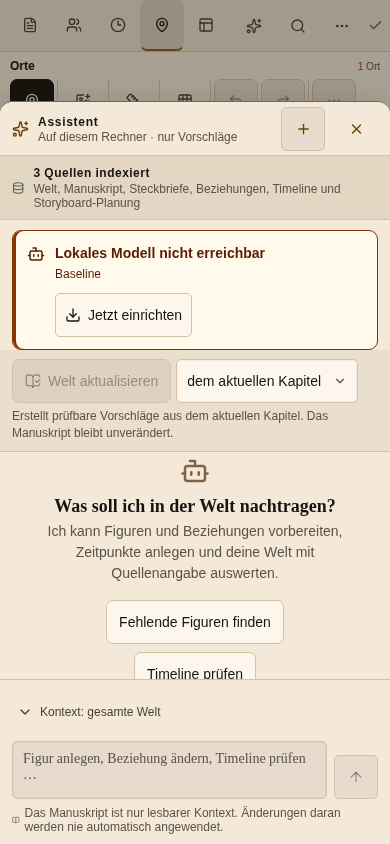 Orte
1 Ort
Assistent
Auf diesem Rechner · nur Vorschläge
3 Quellen indexiert
Welt, Manuskript, Steckbriefe, Beziehungen, Timeline und
Storyboard-Planung
Lokales Modell nicht erreichbar
Baseline
Jetzt einrichten
Welt aktualisieren
dem aktuellen Kapitel
Erstellt prüfbare Vorschläge aus dem aktuellen Kapitel. Das
Manuskript bleibt unverändert.
Was soll ich in der Welt nachtragen?
Ich kann Figuren und Beziehungen vorbereiten,
Zeitpunkte anlegen und deine Welt mit
Quellenangabe auswerten.
Fehlende Figuren finden
Timeline prüfen
Kontext: gesamte Welt
Figur anlegen, Beziehung ändern, Timeline prüfen
…
Das Manuskript ist nur lesbarer Kontext. Änderungen daran
werden nie automatisch angewendet.